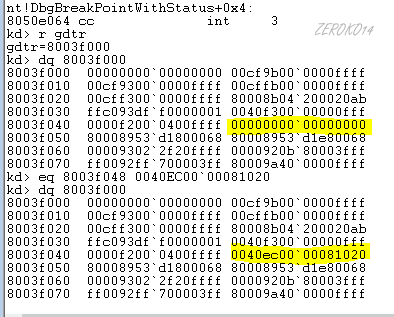 nt!DbgBreakPointWithStatus+0x4:
8050e064 cc int 3
ZEROK014
kd> r gdtr
gdtr=8003f000
kd> dq 8003f000
8003f000 00000000`00000000 00cf9b00`0000ffff
8003f010 00cf9300`0000ffff 00cffb00`0000ffff
8003f020 00cff300`0000ffff 80008b04`200020ab
8003f030 ffc093df`f0000001 0040f300`00000fff
8003f040 0000f200`0400ffff 00000000`00000000
8003f050 80008953`d1800068 80008953`d1e80068
8003f060 00009302`2f20ffff 0000920b`80003fff
8003f070 ff0092ff`700003ff 80009a40`0000ffff
kd> eq 8003f048 0040EC00`00081020
kd> dq 8003f000
8003f000 00000000`00000000 00cf9b00`0000ffff
8003f010 00cf9300`0000ffff 00cffb00`0000ffff
8003f020 00cff300`0000ffff 80008b04`200020ab
8003f030 ffc093df`f0000001 0040f300`00000fff
8003f040 0000f200`0400ffff 0040ec00`00081020
8003f050 80008953`d1800068 80008953`d1e80068
8003f060 00009302`2f20ffff 0000920b`80003fff
8003f070 ff0092ff`700003ff 80009a40`0000ffff